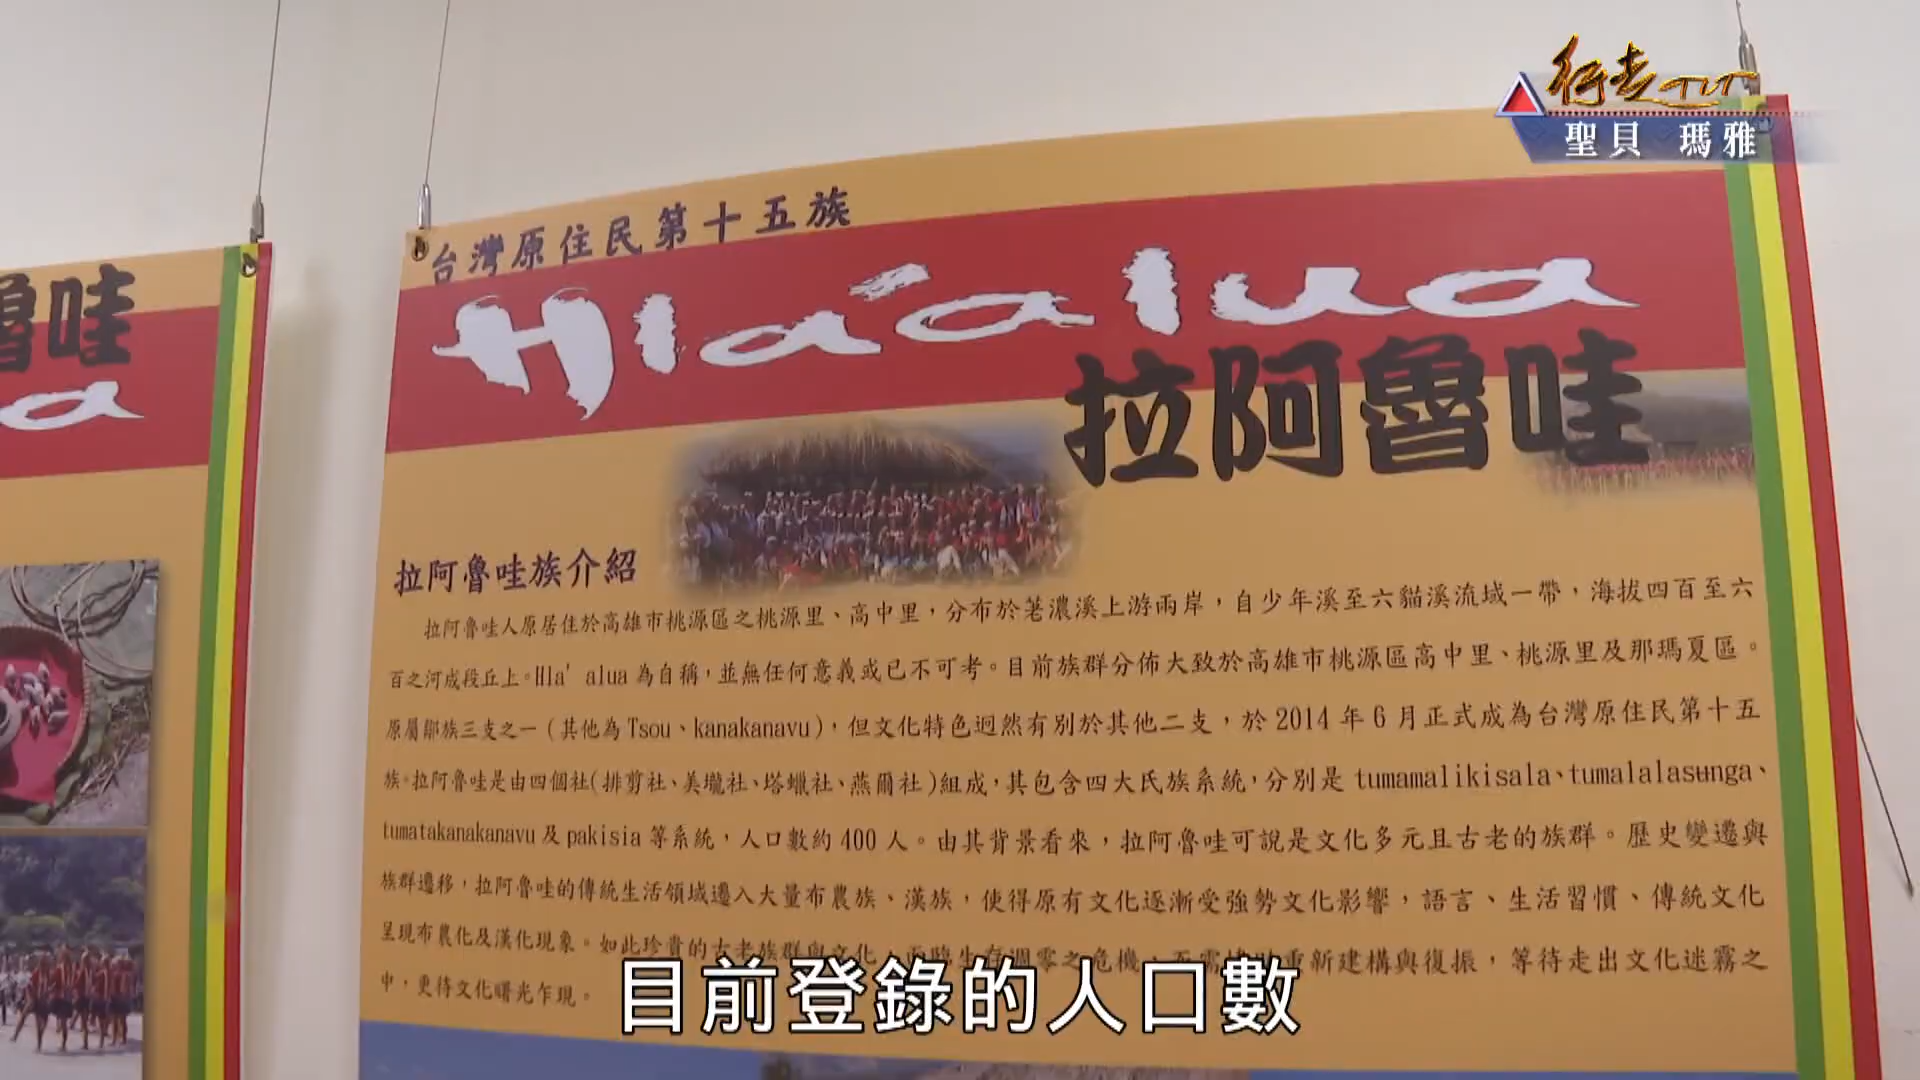 行走TIT
聖貝 瑪雅
台灣原住民第十五族
Hla'alua
拉阿魯哇
魯哇
a
拉阿魯哇族介紹
拉阿魯哇人原居住於高雄市桃源區之桃源里、高中里，分布於荖濃溪上游兩岸，自少年溪至六貓溪流域一帶，海拔四百至六
百之河成段丘上。Hla' alua 為自稱，並無任何意義或已不可考。目前族群分佈大致於高雄市桃源區高中里、桃源里及那瑪夏區。
原屬鄒族三支之一（其他為Tsou、kanakanavu），但文化特色迥然有別於其他二支，於 2014 年 6 月正式成為台灣原住民第十五
族。拉阿魯哇是由四個社(排剪社、美壠社、塔蠟社、燕爾社)組成，其包含四大氏族系統，分別是 tumamalikisala、tumalalasʉnga、
tumatakanakanavu 及 pakisia 等系統，人口數約 400 人。由其背景看來，拉阿魯哇可說是文化多元且古老的族群。歷史變遷與
族群遷移，拉阿魯哇的傳統生活領域遷入大量布農族、漢族，使得原有文化逐漸受強勢文化影響，語言、生活習慣、傳統文化
呈現布農化及漢化現象。如此珍貴的古老族群與文化，面臨生存凋零之危機，重新建構與復振，等待走出文化迷霧之
中，更待文化曙光乍現。
目前登錄的人口數